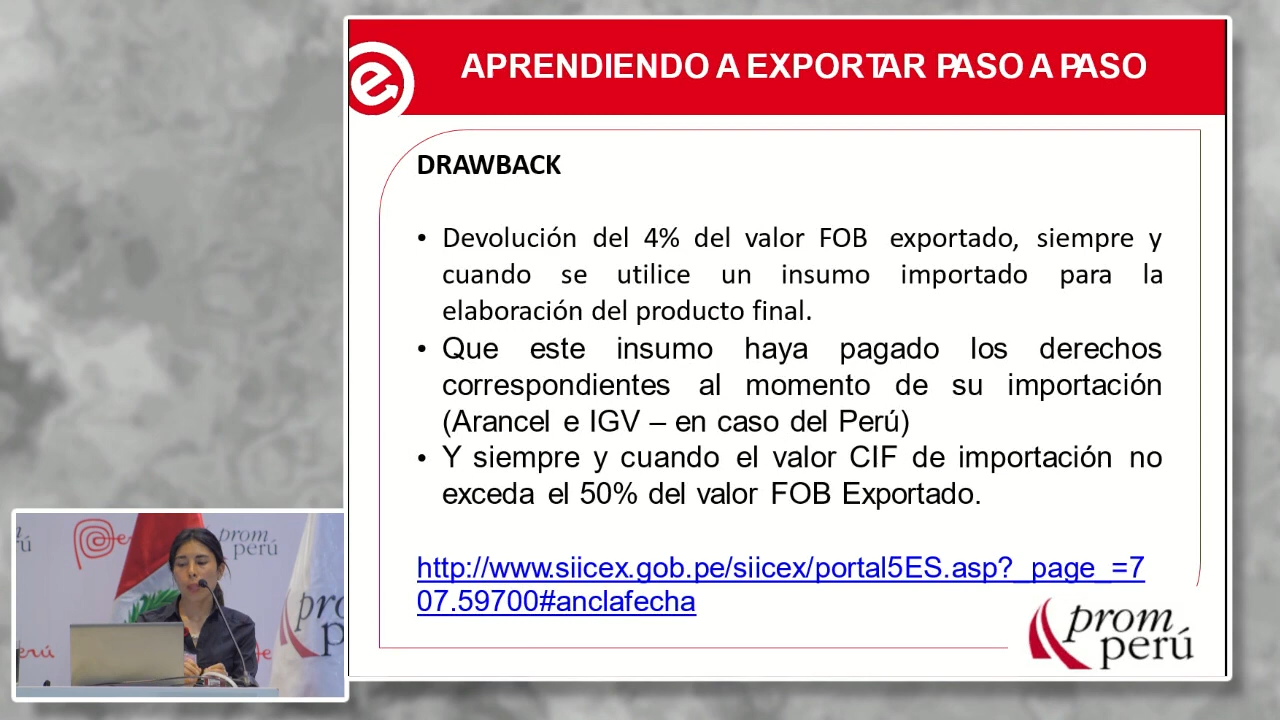 APRENDIENDO A EXPORTAR PASO A PASO
DRAWBACK
• Devolución del 4% del valor FOB exportado, siempre y
cuando se utilice un insumo importado para la
elaboración del producto final.
• Que este insumo haya pagado los derechos
correspondientes al momento de su importación
(Arancel e IGV – en caso del Perú)
• Y siempre y cuando el valor CIF de importación no
exceda el 50% del valor FOB Exportado.
http://www.siicex.gob.pe/siicex/portal5ES.asp?_page_=7
07.59700#anclafecha
prom
perú
prom
perú